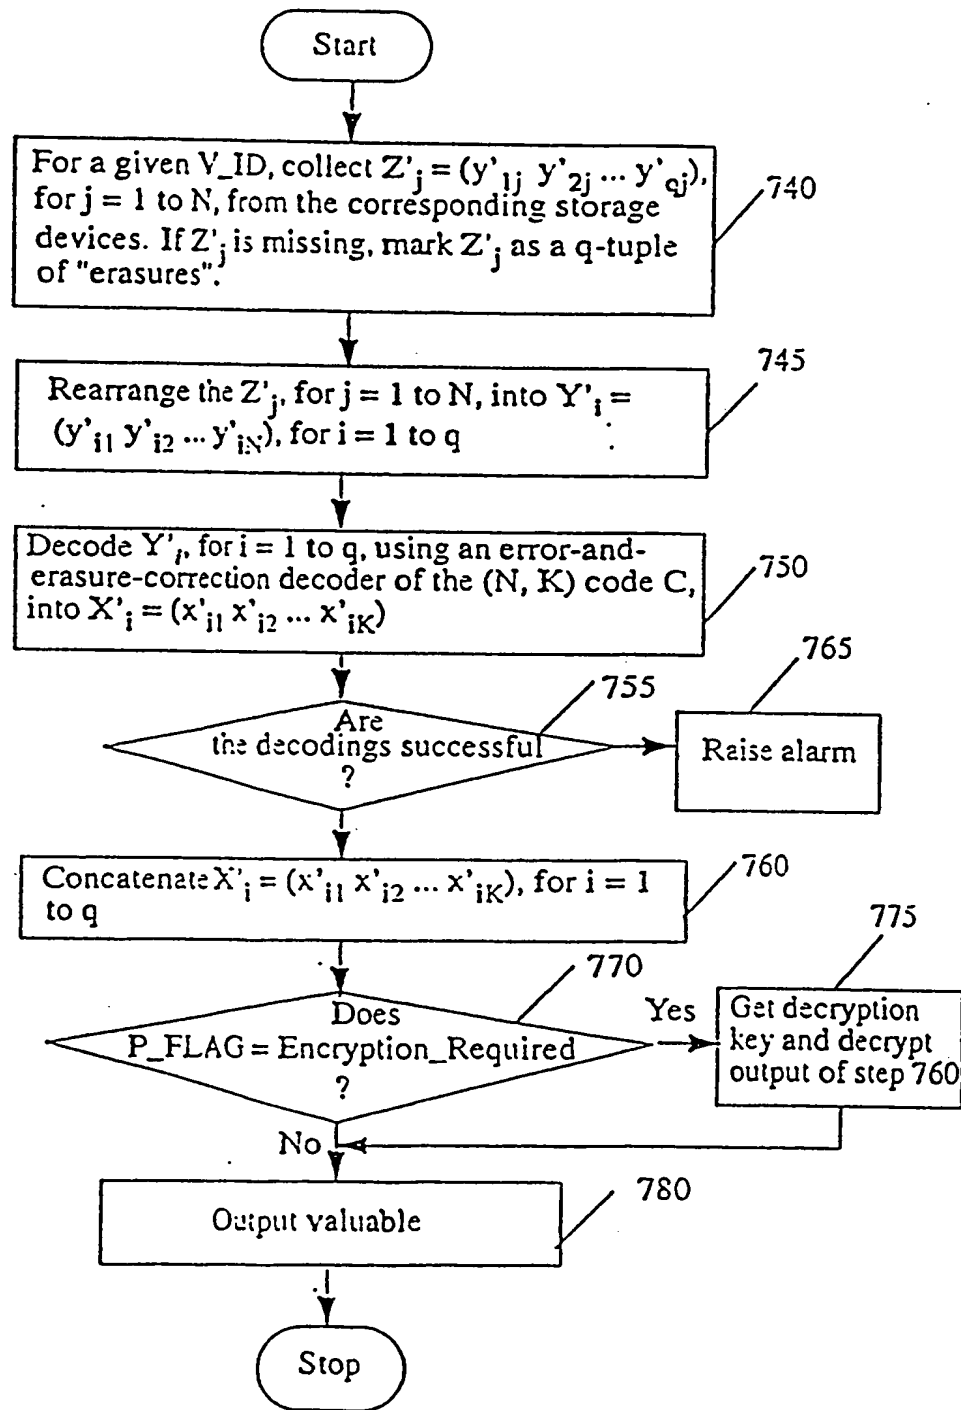 Start
For a given V_ID, collect Z'j = (y'1j y'2j ... y'qj),
for j = 1 to N, from the corresponding storage
devices. If Z'j is missing, mark Z'j as a q-tuple
of "erasures".
740
745
Rearrange the Z'j, for j = 1 to N, into Y'i =
(y'i1 y'i2 ... y'iN), for i = 1 to q
Decode Y'i, for i = 1 to q, using an error-and-
erasure-correction decoder of the (N, K) code C,
into X'i = (x'i1 x'i2 ... x'iK)
750
765
755
Are
the decodings successful
?
Raise alarm
760
Concatenate X'i = (x'i1 x'i2 ... x'iK), for i = 1
to q
775
770
Does
P_FLAG = Encryption_Required
?
Yes
Get decryption
key and decrypt
output of step 760
No
780
Output valuable
Stop